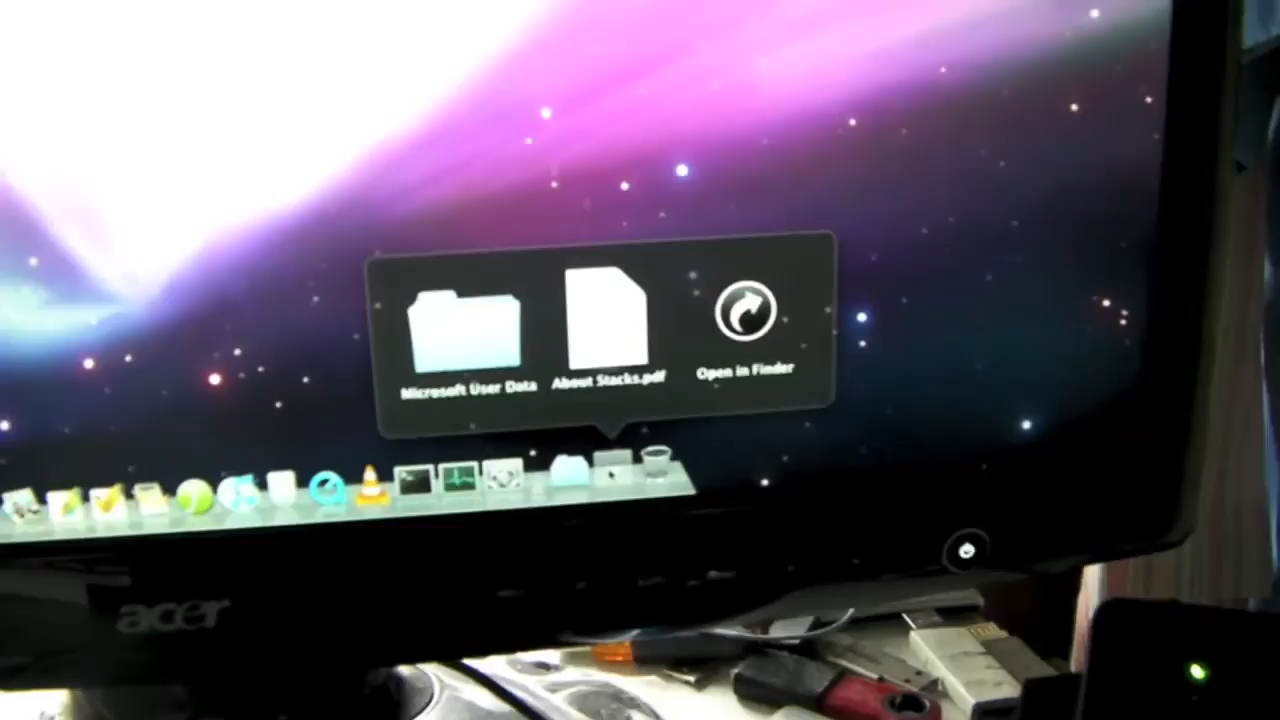 Microsoft User Data
About Stacks.pdf
Open in Finder
acer